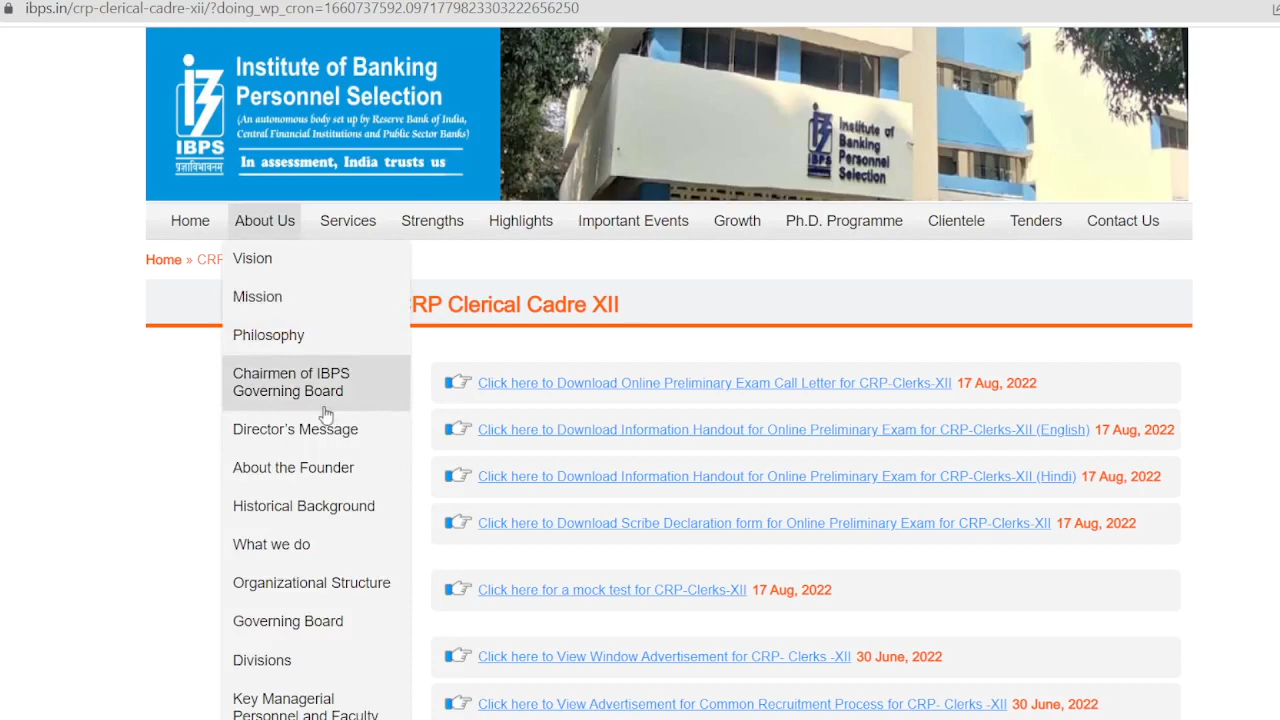 ibps.in/crp-clerical-cadre-xii/?doing_wp_cron=1660737592.0971779823303222656250
Institute of Banking
Personnel Selection
(An autonomous body set up by Reserve Bank of India,
Central Financial Institutions and Public Sector Banks)
In assessment, India trusts us
IBPS
प्रज्ञाविभावनम्
Institute of
Banking
Personnel
Selection
IBPS
Home
About Us
Services
Strengths
Highlights
Important Events
Growth
Ph.D. Programme
Clientele
Tenders
Contact Us
Home » CRP
Vision
Mission
Philosophy
Chairmen of IBPS
Governing Board
Director's Message
About the Founder
Historical Background
What we do
Organizational Structure
Governing Board
Divisions
Key Managerial
Personnel and Faculty
CRP Clerical Cadre XII
Click here to Download Online Preliminary Exam Call Letter for CRP-Clerks-XII 17 Aug, 2022
Click here to Download Information Handout for Online Preliminary Exam for CRP-Clerks-XII (English) 17 Aug, 2022
Click here to Download Information Handout for Online Preliminary Exam for CRP-Clerks-XII (Hindi) 17 Aug, 2022
Click here to Download Scribe Declaration form for Online Preliminary Exam for CRP-Clerks-XII 17 Aug, 2022
Click here for a mock test for CRP-Clerks-XII 17 Aug, 2022
Click here to View Window Advertisement for CRP- Clerks -XII 30 June, 2022
Click here to View Advertisement for Common Recruitment Process for CRP- Clerks -XII 30 June, 2022